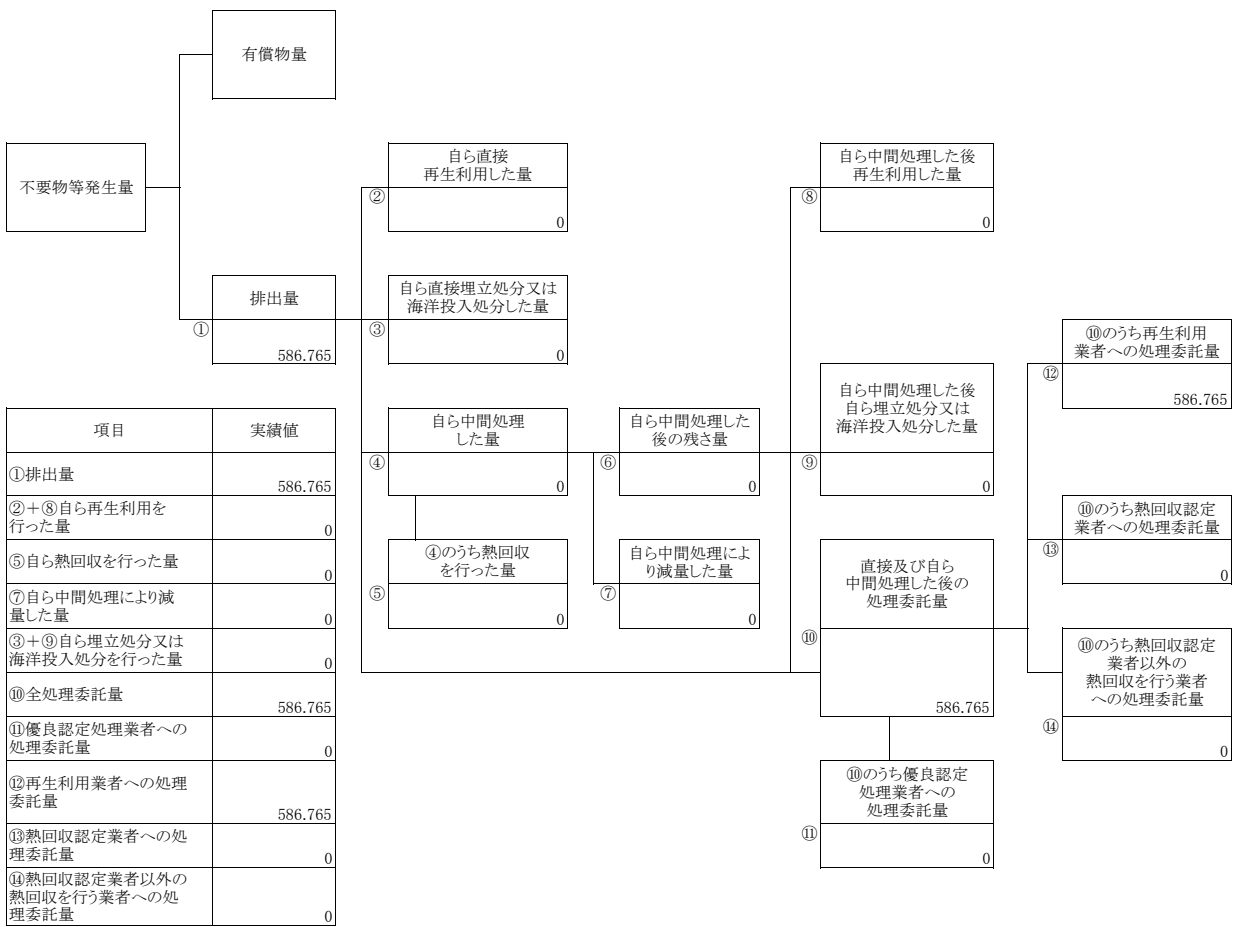 有償物量
不要物等発生量
自ら直接
再生利用した量
②
0
自ら中間処理した後
再生利用した量
⑧
0
排出量
①
586.765
自ら直接埋立処分又は
海洋投入処分した量
③
0
⑩のうち再生利用
業者への処理委託量
⑫
586.765
自ら中間処理
した量
④
0
自ら中間処理した
後の残さ量
⑥
0
自ら中間処理した後
自ら埋立処分又は
海洋投入処分した量
⑨
0
⑩のうち熱回収認定
業者への処理委託量
⑬
0
④のうち熱回収
を行った量
⑤
0
自ら中間処理によ
り減量した量
⑦
0
直接及び自ら
中間処理した後の
処理委託量
⑩
586.765
⑩のうち熱回収認定
業者以外の
熱回収を行う業者
への処理委託量
⑭
0
⑩のうち優良認定
処理業者への
処理委託量
⑪
0
項目 実績値
①排出量
586.765
②+⑧自ら再生利用を
行った量
0
⑤自ら熱回収を行った量
0
⑦自ら中間処理により減
量した量
0
③+⑨自ら埋立処分又は
海洋投入処分を行った量
0
⑩全処理委託量
586.765
⑪優良認定処理業者への
処理委託量
0
⑫再生利用業者への処理
委託量
586.765
⑬熱回収認定業者への処
理委託量
0
⑭熱回収認定業者以外の
熱回収を行う業者への処
理委託量
0